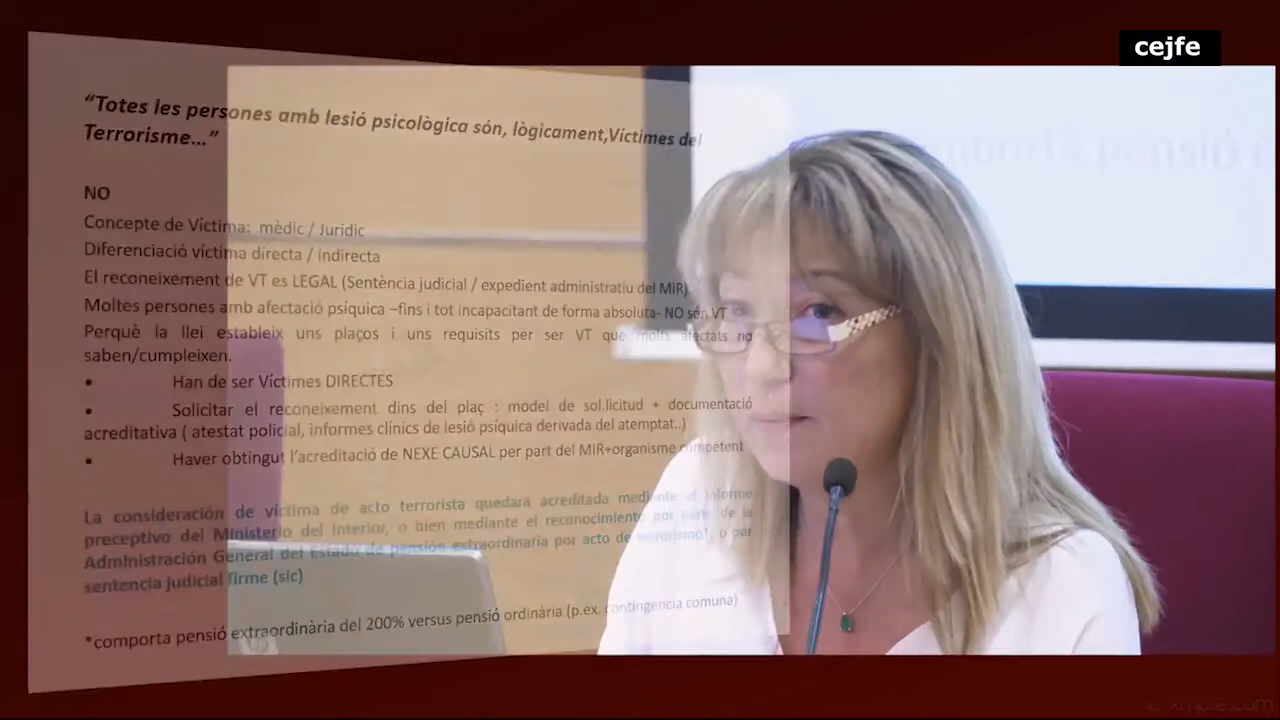 cejfe
“Totes les persones amb lesió psicològica són, lògicament,Víctimes del
Terrorisme...”
NO
Concepte de Víctima: mèdic / Juridic
Diferenciació víctima directa / indirecta
El reconeixement de VT es LEGAL (Sentència judicial / expedient administratiu del MIR)
Moltes persones amb afectació psíquica –fins i tot incapacitant de forma absoluta- NO són VT
Perquè la llei estableix uns plaços i uns requisits per ser VT que molts afectats no
saben/cumpleixen.
• Han de ser Víctimes DIRECTES
• Solicitar el reconeixement dins del plaç : model de sol.licitud + documentació
acreditativa ( atestat policial, informes clínics de lesió psíquica derivada del atemptat..)
• Haver obtingut l’acreditació de NEXE CAUSAL per part del MIR+organisme competent
La consideración de víctima de acto terrorista quedará acreditada mediante el informe
preceptivo del Ministerio del Interior, o bien mediante el reconocimiento por parte de la
Administración General del Estado de pensión extraordinaria por acto de terrorismo*, o por
sentencia judicial firme (sic)
*comporta pensió extraordinària del 200% versus pensió ordinària (p.ex. contingencia comuna)